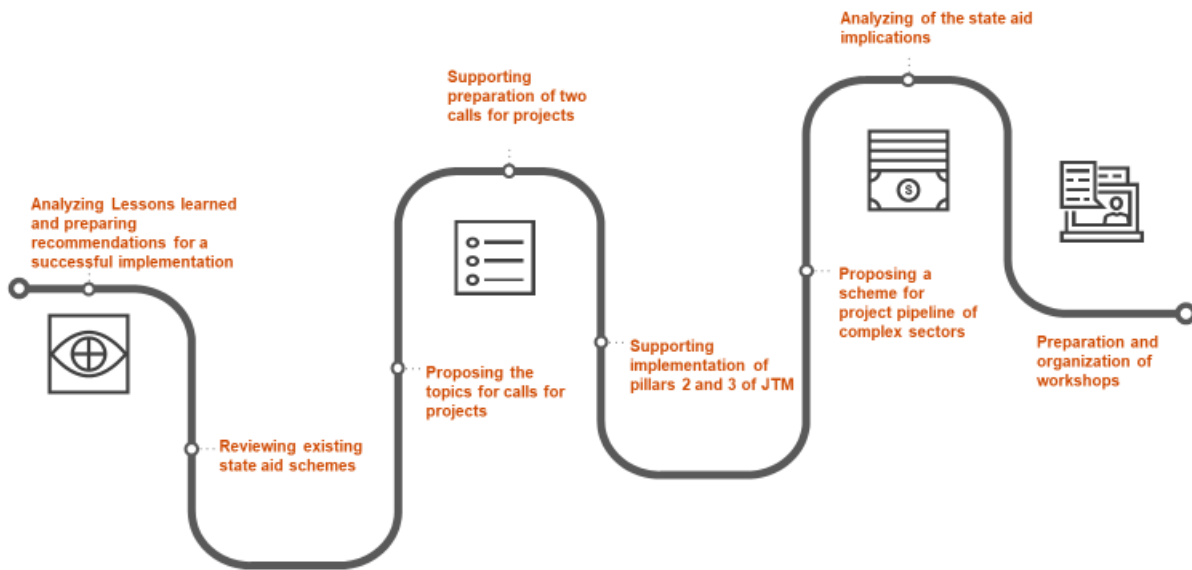 Analyzing Lessons learned
and preparing
recommendations for a
successful implementation
Reviewing existing
state aid schemes
Proposing the
topics for calls for
projects
Supporting
preparation of two
calls for projects
Supporting
implementation of
pillars 2 and 3 of JTM
Proposing a
scheme for
project pipeline of
complex sectors
Analyzing of the state aid
implications
$
Preparation and
organization of
workshops